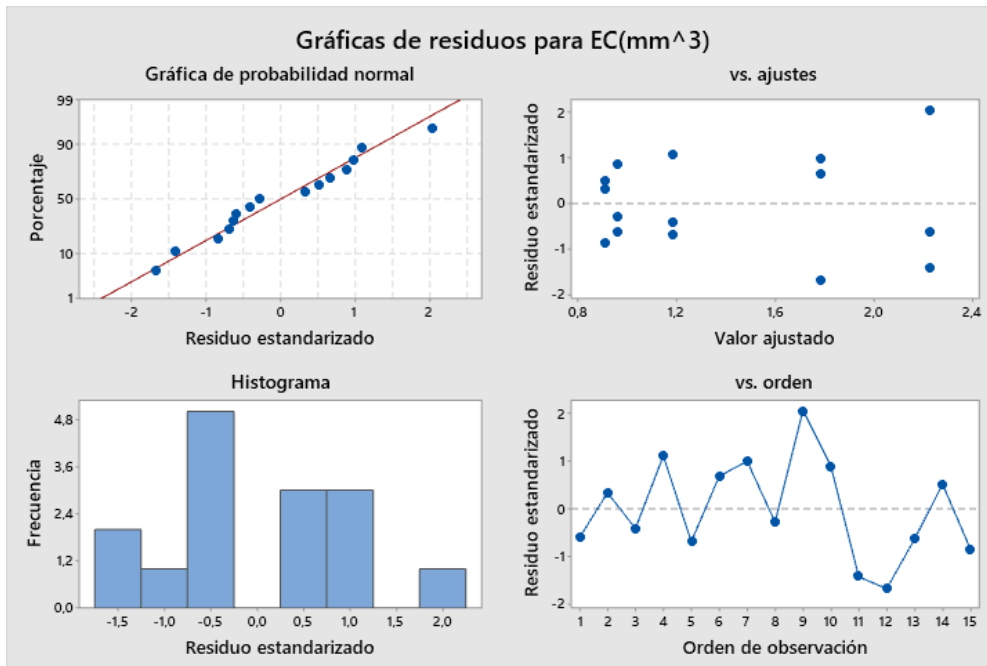 Gráficas de residuos para EC(mm^3)
Gráfica de probabilidad normal
99
90
50
10
1
Porcentaje
-2 -1 0 1 2
Residuo estandarizado
vs. ajustes
2
1
0
-1
-2
Residuo estandarizado
0,8 1,2 1,6 2,0 2,4
Valor ajustado
Histograma
4,8
3,6
2,4
1,2
0,0
Frecuencia
-1,5 -1,0 -0,5 0,0 0,5 1,0 1,5 2,0
Residuo estandarizado
vs. orden
2
1
0
-1
-2
Residuo estandarizado
1 2 3 4 5 6 7 8 9 10 11 12 13 14 15
Orden de observación